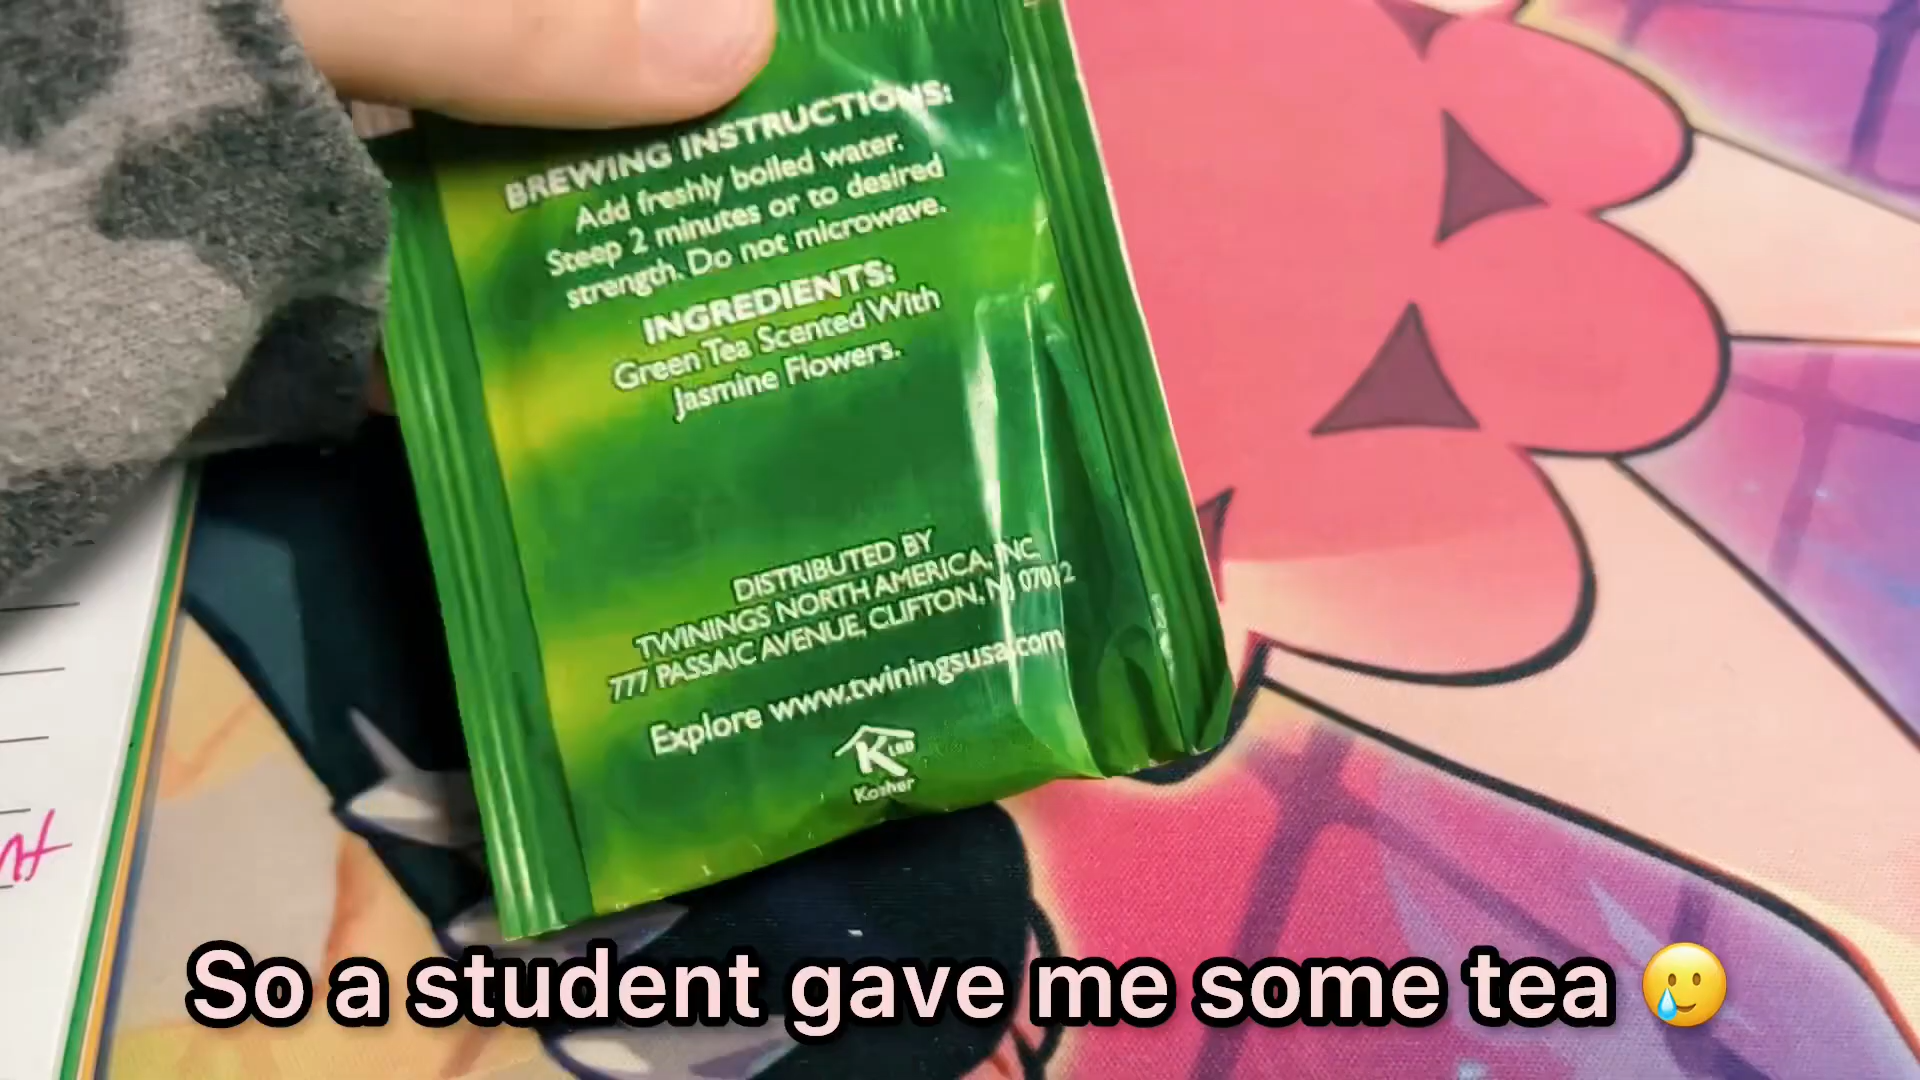 BREWING INSTRUCTIONS:
Add freshly boiled water.
Steep 2 minutes or to desired
strength. Do not microwave.
INGREDIENTS:
Green Tea Scented With
Jasmine Flowers.
DISTRIBUTED BY
TWININGS NORTH AMERICA, INC.
777 PASSAIC AVENUE, CLIFTON, NJ 07012
Explore www.twiningsusa.com
K LBD
Kosher
So a student gave me some tea 🥲